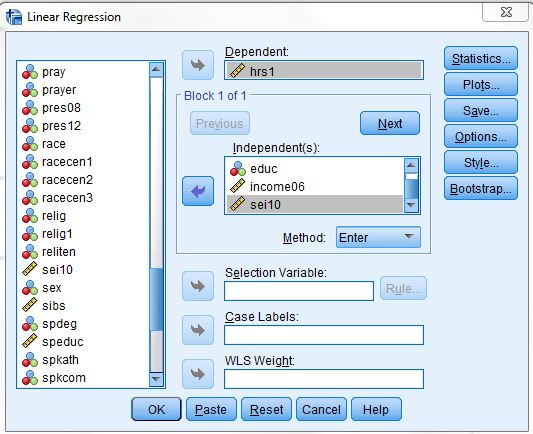 Linear Regression
pray
prayer
pres08
pres12
race
racecen1
racecen2
racecen3
relig
relig1
reliten
sei10
sex
sibs
spdeg
speduc
spkath
spkcom
Dependent:
hrs1
Block 1 of 1
Previous
Next
Independent(s):
educ
income06
sei10
Method:
Enter
Selection Variable:
Rule...
Case Labels:
WLS Weight:
Statistics...
Plots...
Save...
Options...
Style...
Bootstrap...
OK
Paste
Reset
Cancel
Help